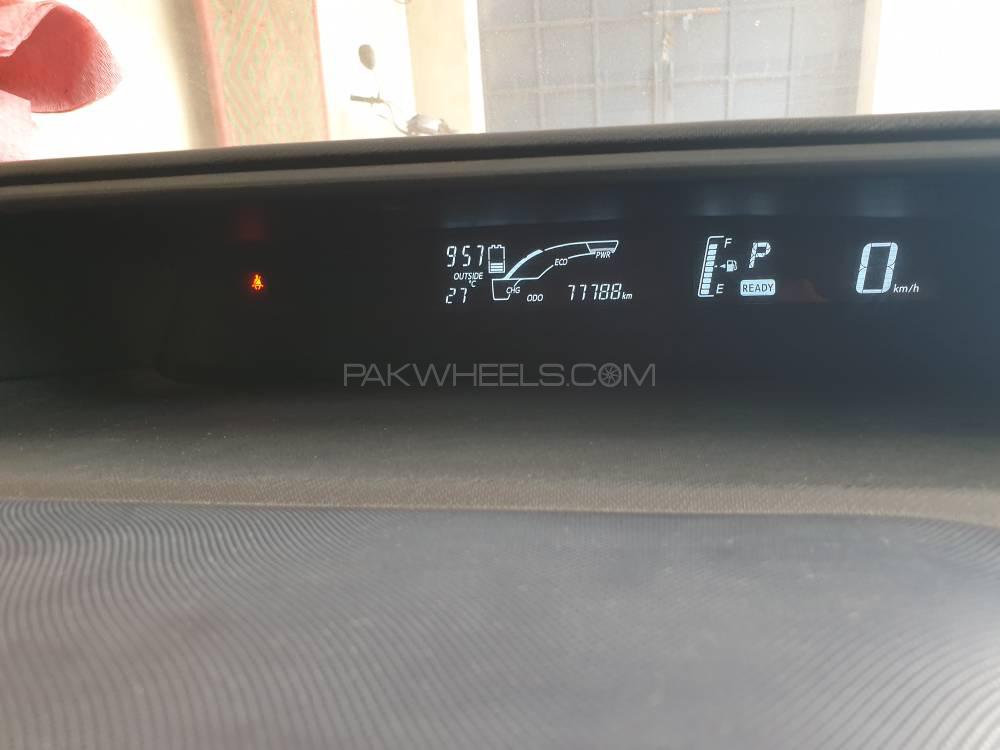 957
OUTSIDE
27 °C
CHG
ECO
PWR
ODO 77788 km
F
E
P
READY
0 km/h
PAKWHEELS.COM